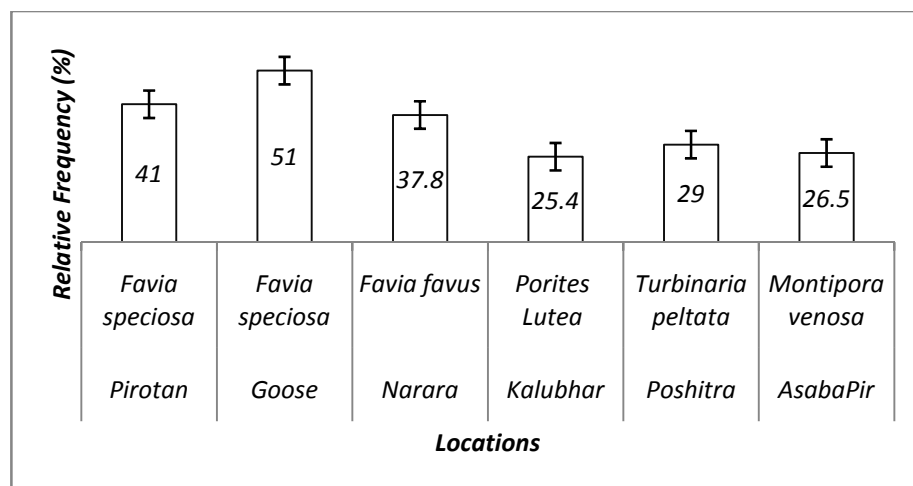 Relative Frequency (%)
41
51
37.8
25.4
29
26.5
Favia speciosa
Favia speciosa
Favia favus
Porites Lutea
Turbinaria peltata
Montipora venosa
Pirotan
Goose
Narara
Kalubhar
Poshitra
AsabaPir
Locations